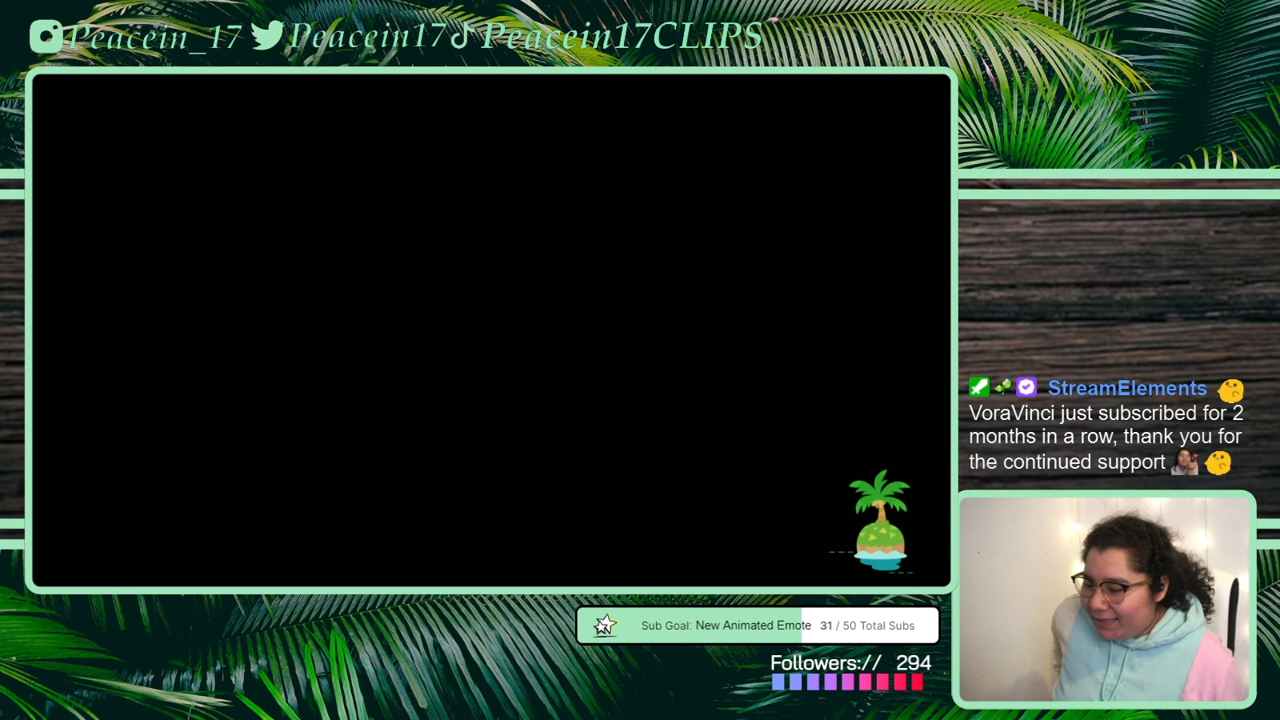 Peacein_17 Peacein17 Peacein17CLIPS
StreamElements
VoraVinci just subscribed for 2
months in a row, thank you for
the continued support
Sub Goal: New Animated Emote 31 / 50 Total Subs
Followers:// 294